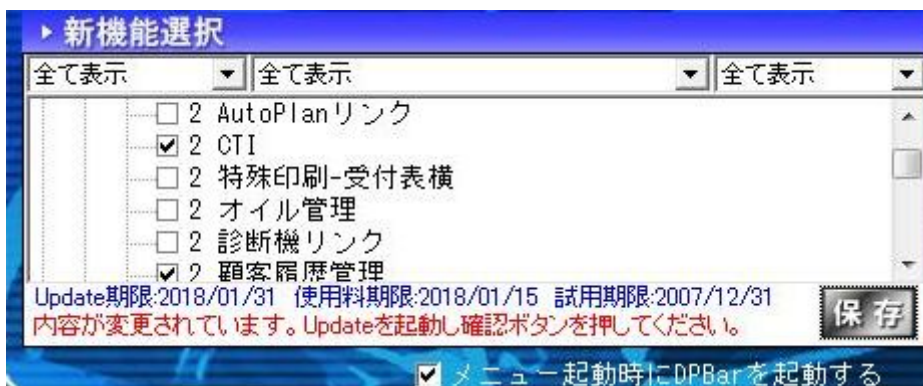 新機能選択
全て表示 全て表示 全て表示
2 AutoPlanリンク
2 CTI
2 特殊印刷-受付表横
2 オイル管理
2 診断機リンク
2 顧客履歴管理
Update期限:2018/01/31 使用料期限:2018/01/15 試用期限:2007/12/31
内容が変更されています。Updateを起動し確認ボタンを押してください。
保存
メニュー起動時にDPBarを起動する